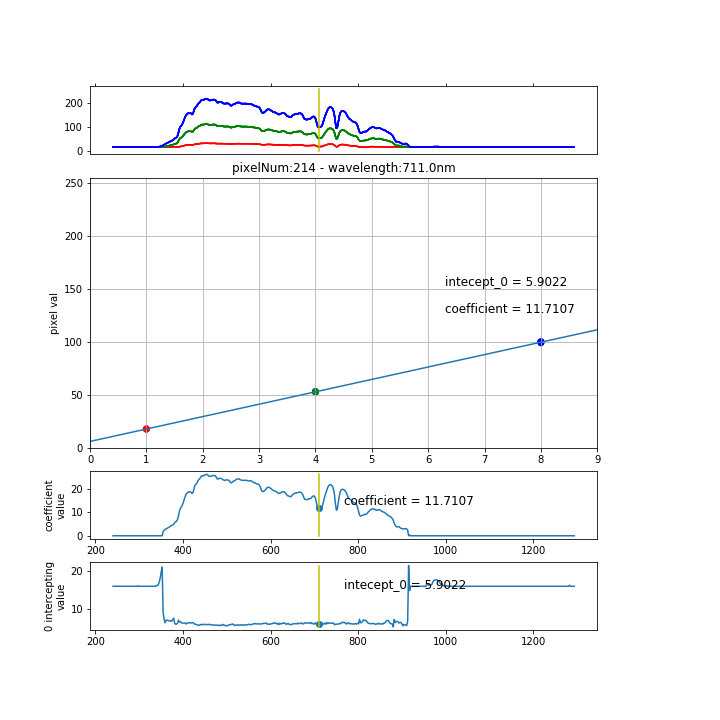 200
100
0
pixelNum:214 - wavelength:711.0nm
250
200
150
100
50
0
pixel val
intecept_0 = 5.9022
coefficient = 11.7107
0 1 2 3 4 5 6 7 8 9
20
10
0
coefficient
value
coefficient = 11.7107
200 400 600 800 1000 1200
20
10
0 intercepting
value
intecept_0 = 5.9022
200 400 600 800 1000 1200